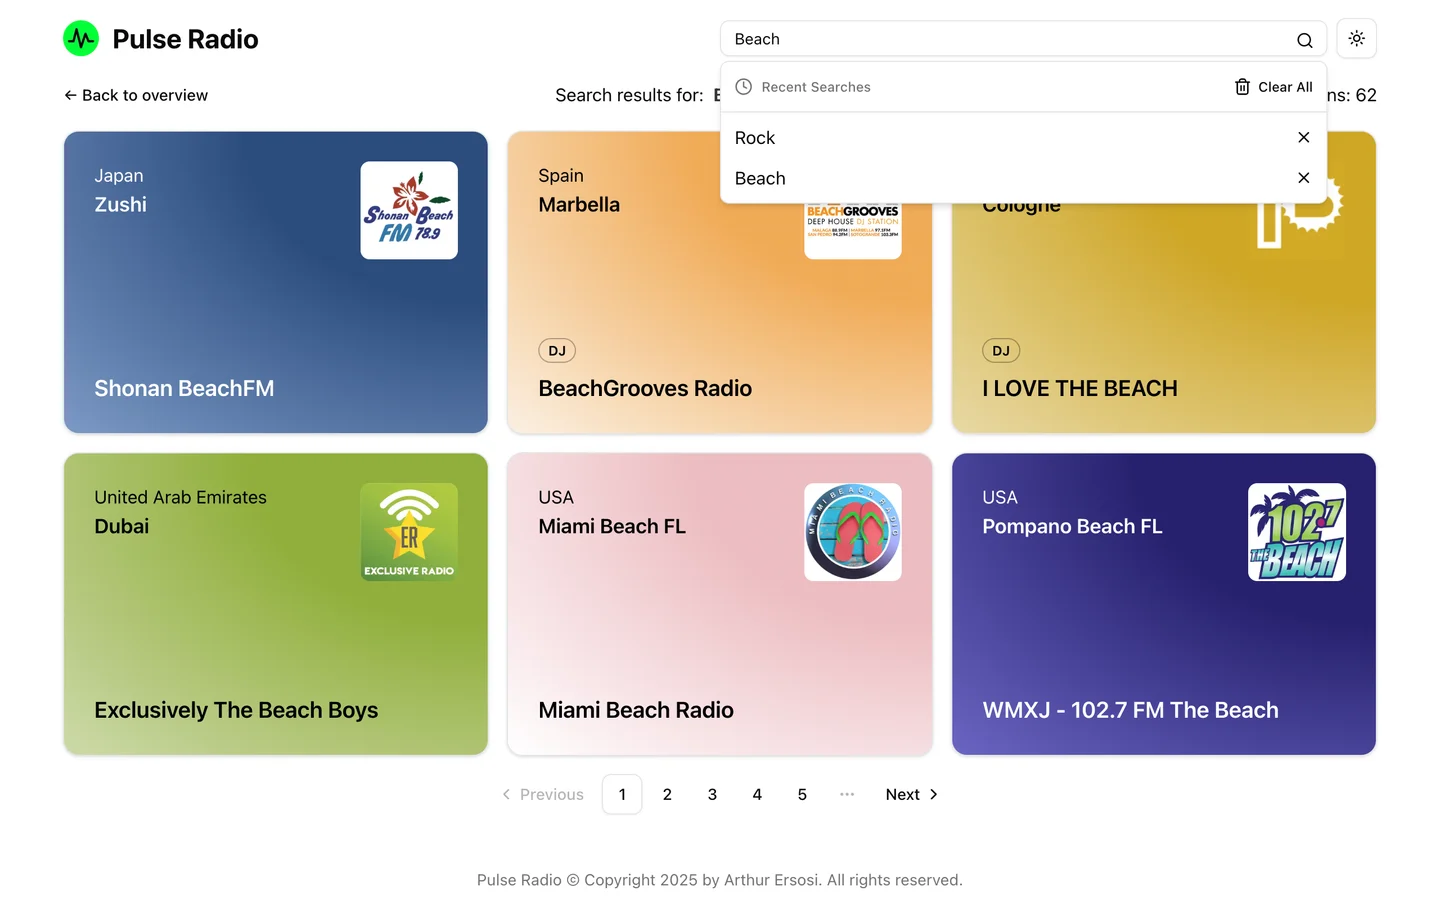 Pulse Radio
Beach
Recent Searches
Clear All
Rock
Beach
Back to overview
Search results for:
ns: 62
Japan
Zushi
Shonan Beach
FM 78.9
Shonan BeachFM
Spain
Marbella
BEACHGROOVES
DEEP HOUSE DJ STATION
DJ
BeachGrooves Radio
Cologne
DJ
I LOVE THE BEACH
United Arab Emirates
Dubai
ER
EXCLUSIVE RADIO
Exclusively The Beach Boys
USA
Miami Beach FL
MIAMI BEACH RADIO
Miami Beach Radio
USA
Pompano Beach FL
102.7
THE BEACH
WMXJ - 102.7 FM The Beach
Previous 1 2 3 4 5 ··· Next
Pulse Radio © Copyright 2025 by Arthur Ersosi. All rights reserved.